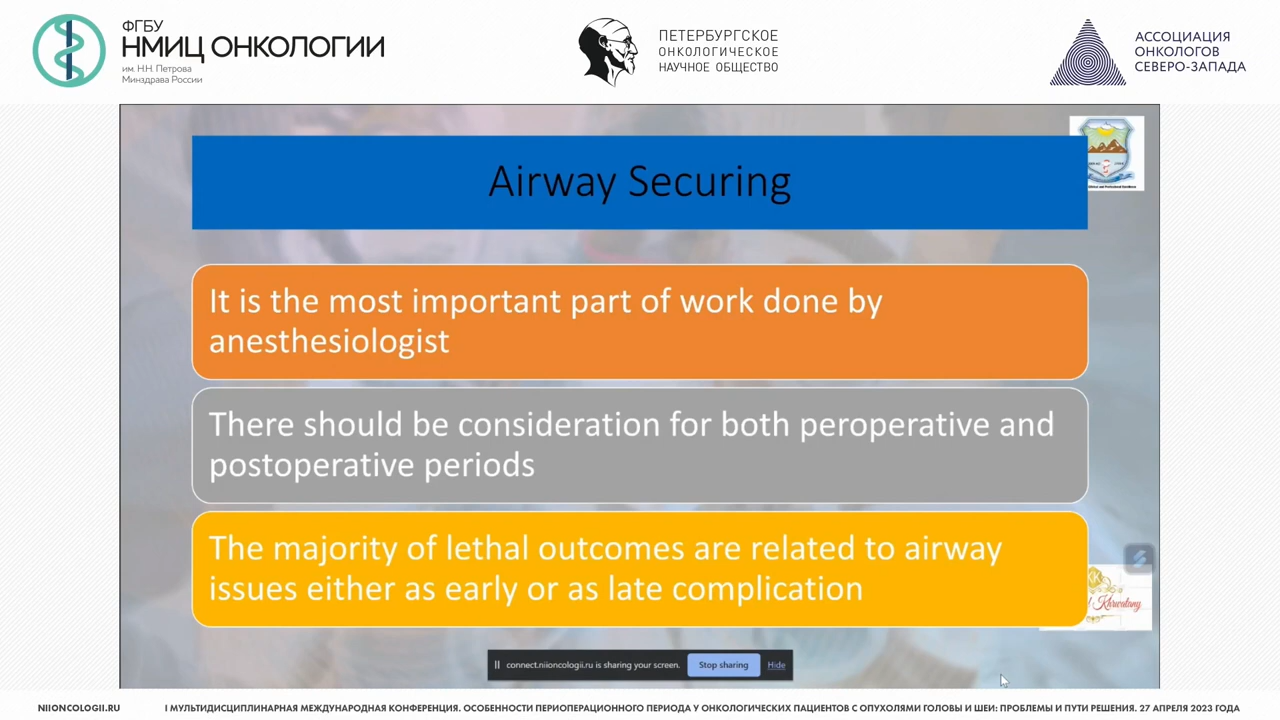 ФГБУ
НМИЦ ОНКОЛОГИИ
им. Н.Н. Петрова
Минздрава России
ПЕТЕРБУРГСКОЕ
ОНКОЛОГИЧЕСКОЕ
НАУЧНОЕ ОБЩЕСТВО
АССОЦИАЦИЯ
ОНКОЛОГОВ
СЕВЕРО-ЗАПАДА
Airway Securing
It is the most important part of work done by
anesthesiologist
There should be consideration for both peroperative and
postoperative periods
The majority of lethal outcomes are related to airway
issues either as early or as late complication
connect.niioncologii.ru is sharing your screen.
Stop sharing
Hide
NIIONCOLOGII.RU
I МУЛЬТИДИСЦИПЛИНАРНАЯ МЕЖДУНАРОДНАЯ КОНФЕРЕНЦИЯ. ОСОБЕННОСТИ ПЕРИОПЕРАЦИОННОГО ПЕРИОДА У ОНКОЛОГИЧЕСКИХ ПАЦИЕНТОВ С ОПУХОЛЯМИ ГОЛОВЫ И ШЕИ: ПРОБЛЕМЫ И ПУТИ РЕШЕНИЯ. 27 АПРЕЛЯ 2023 ГОДА